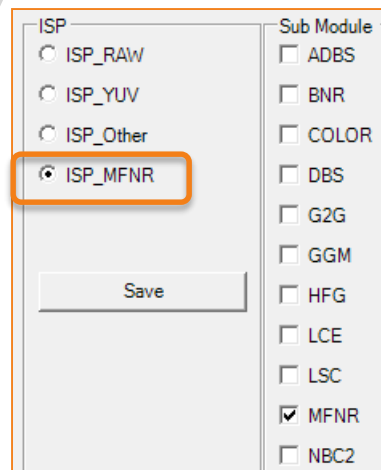 ISP
ISP_RAW
ISP_YUV
ISP_Other
ISP_MFNR
Save
Sub Module
ADBS
BNR
COLOR
DBS
G2G
GGM
HFG
LCE
LSC
MFNR
NBC2